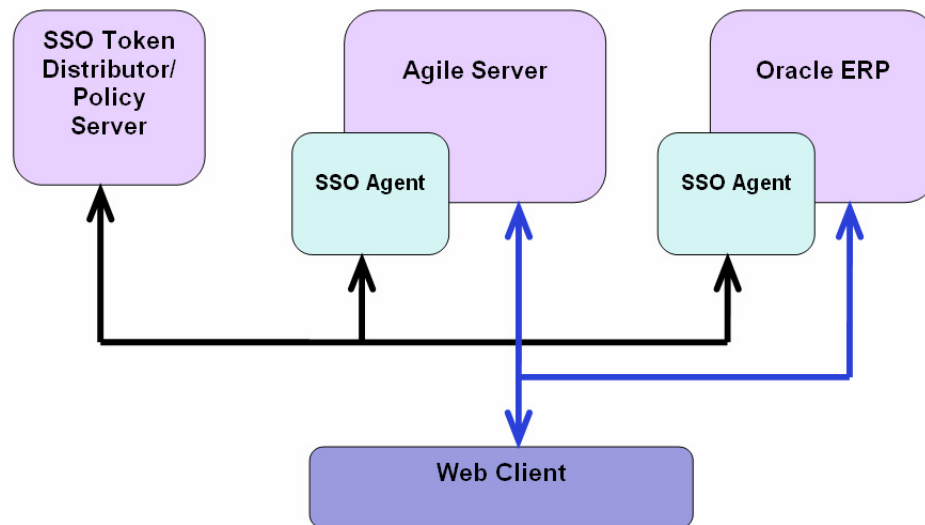 SSO Token
Distributor/
Policy
Server
Agile Server
SSO Agent
Oracle ERP
SSO Agent
Web Client